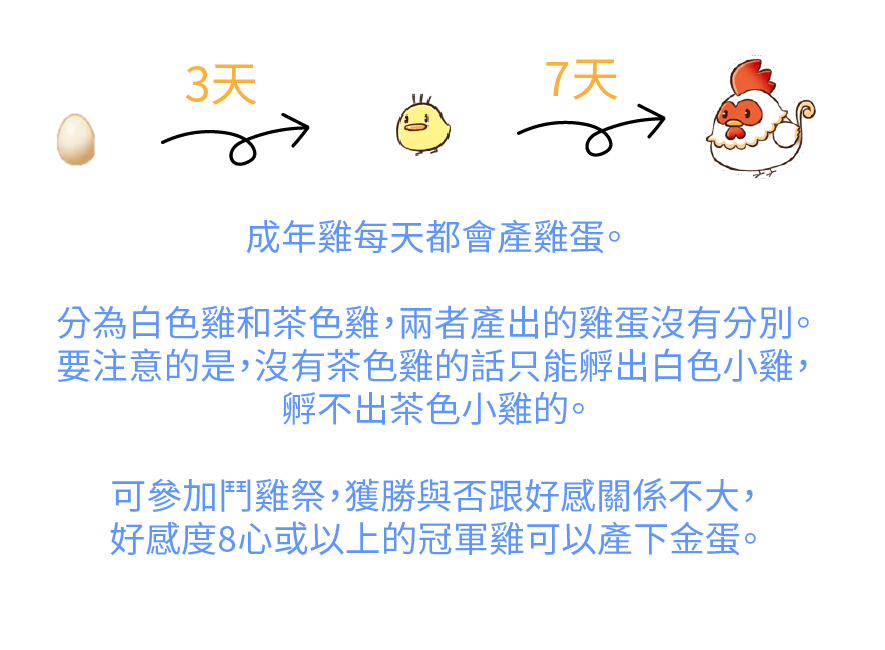 3天
7天
成年雞每天都會產雞蛋。
分為白色雞和茶色雞，兩者產出的雞蛋沒有分別。
要注意的是，沒有茶色雞的話只能孵出白色小雞，
孵不出茶色小雞的。
可參加鬥雞祭，獲勝與否跟好感關係不大，
好感度8心或以上的冠軍雞可以產下金蛋。